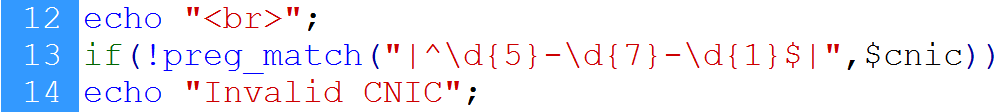 12 echo "<br>";
13 if(!preg_match("|^\d{5}-\d{7}-\d{1}$|",$cnic))
14 echo "Invalid CNIC";